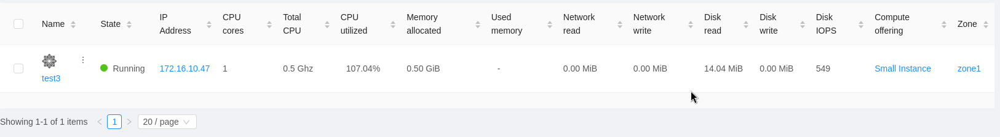 Name State IP Address CPU cores Total CPU CPU utilized Memory allocated Used memory Network read Network write Disk read Disk write Disk IOPS Compute offering Zone
test3 Running 172.16.10.47 1 0.5 Ghz 107.04% 0.50 GiB - 0.00 MiB 0.00 MiB 14.04 MiB 0.00 MiB 549 Small Instance zone1
Showing 1-1 of 1 items < 1 > 20 / page